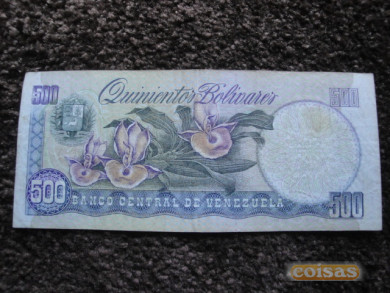 500 Quinientos Bolívares 500
500 BANCO CENTRAL DE VENEZUELA 500
coisas